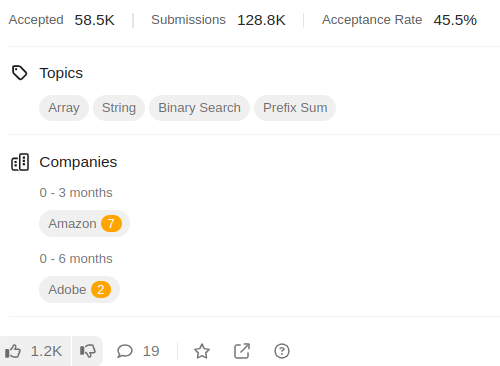 Accepted 58.5K Submissions 128.8K Acceptance Rate 45.5%
Topics
Array String Binary Search Prefix Sum
Companies
0 - 3 months
Amazon 7
0 - 6 months
Adobe 2
1.2K 19